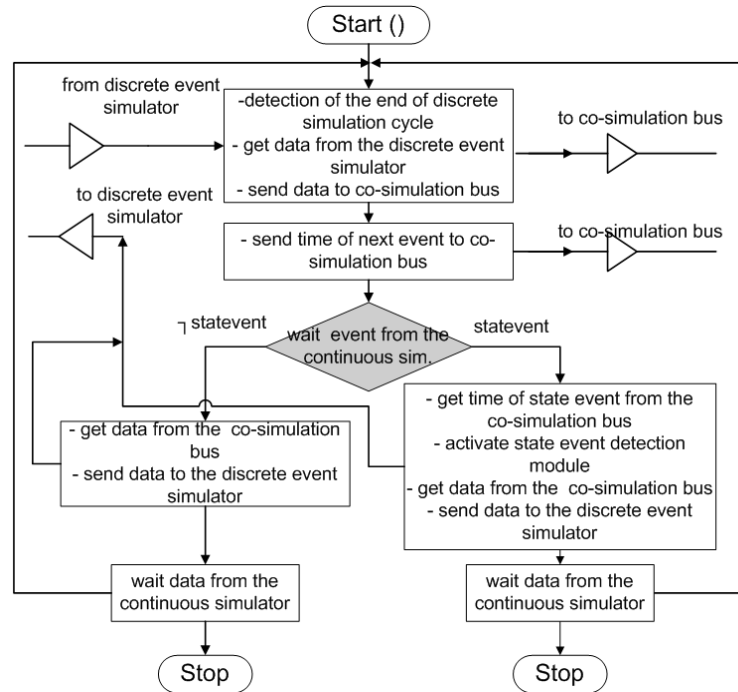 Start ()
from discrete event
simulator
-detection of the end of discrete
simulation cycle
- get data from the discrete event
simulator
- send data to co-simulation bus
to co-simulation bus
to discrete event
simulator
- send time of next event to co-
simulation bus
to co-simulation bus
¬ statevent
wait event from the
continuous sim.
statevent
- get data from the co-simulation
bus
- send data to the discrete event
simulator
- get time of state event from the
co-simulation bus
- activate state event detection
module
- get data from the co-simulation bus
- send data to the discrete event
simulator
wait data from the
continuous simulator
wait data from the
continuous simulator
Stop
Stop